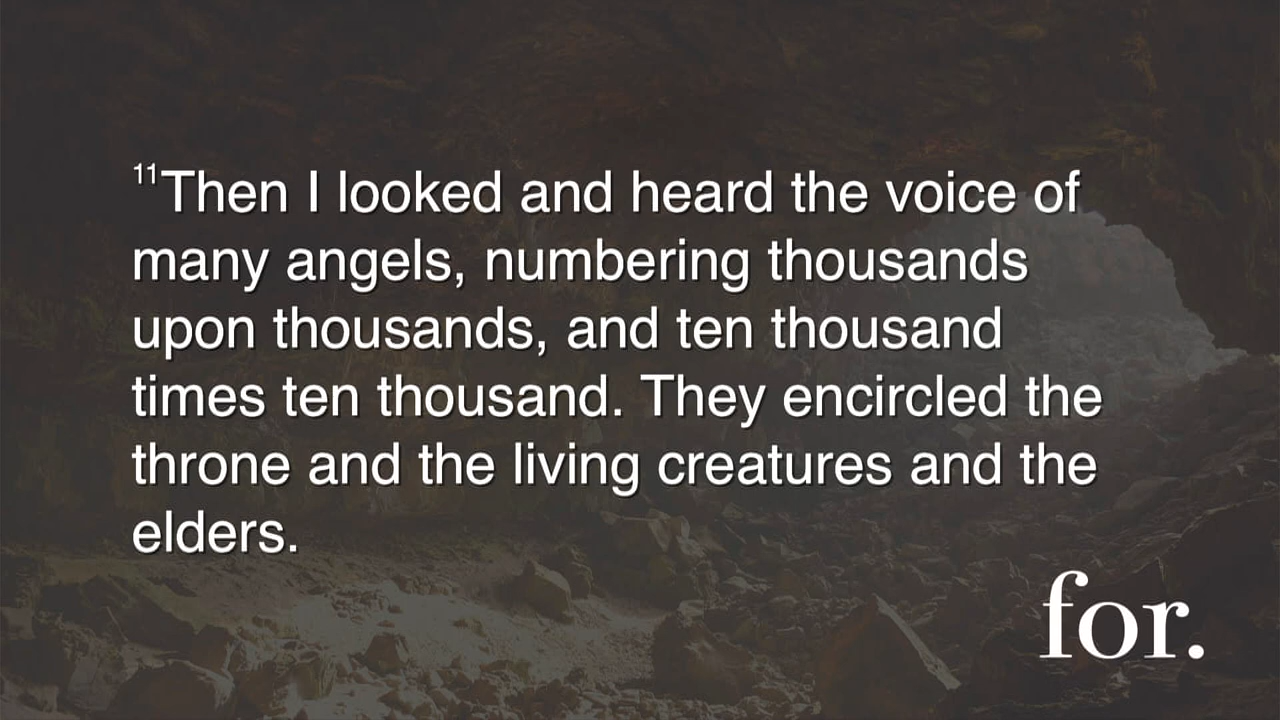 11Then I looked and heard the voice of
many angels, numbering thousands
upon thousands, and ten thousand
times ten thousand. They encircled the
throne and the living creatures and the
elders.
for.